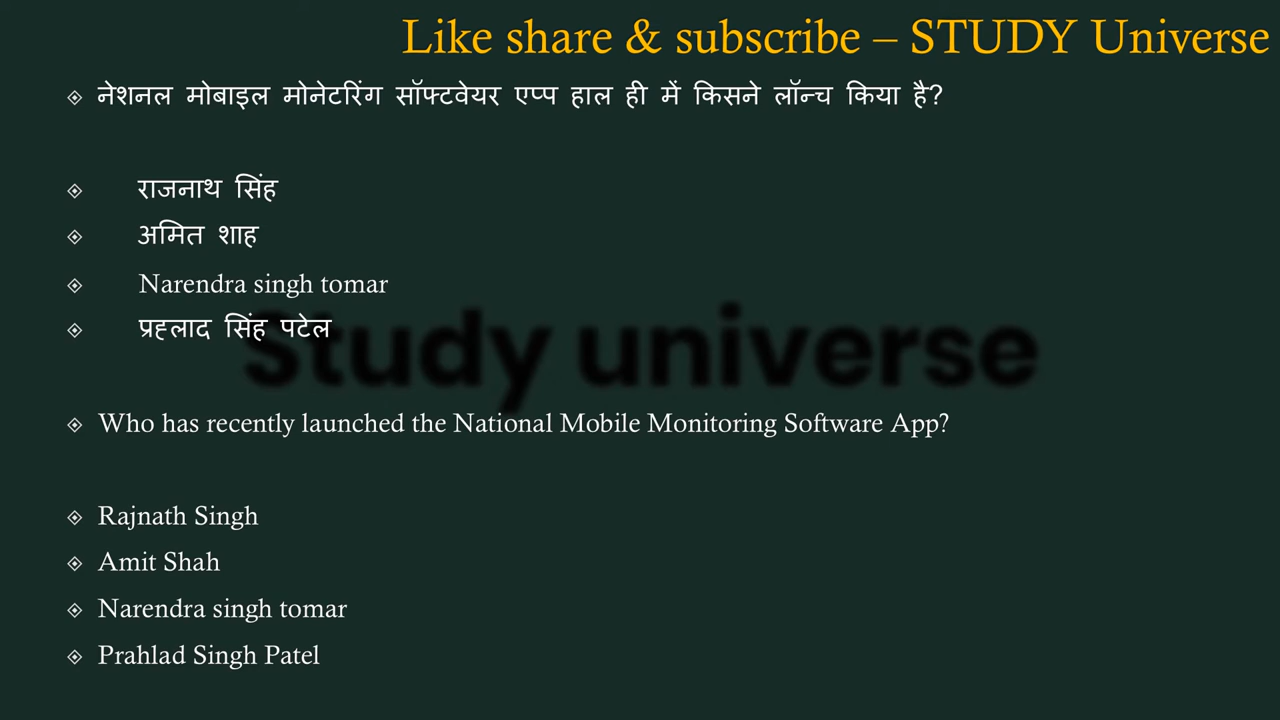 Like share & subscribe – STUDY Universe
नेशनल मोबाइल मोनेटरिंग सॉफ्टवेयर एप्प हाल ही में किसने लॉन्च किया है?
राजनाथ सिंह
अमित शाह
Narendra singh tomar
प्रह्लाद सिंह पटेल
Study universe
Who has recently launched the National Mobile Monitoring Software App?
Rajnath Singh
Amit Shah
Narendra singh tomar
Prahlad Singh Patel